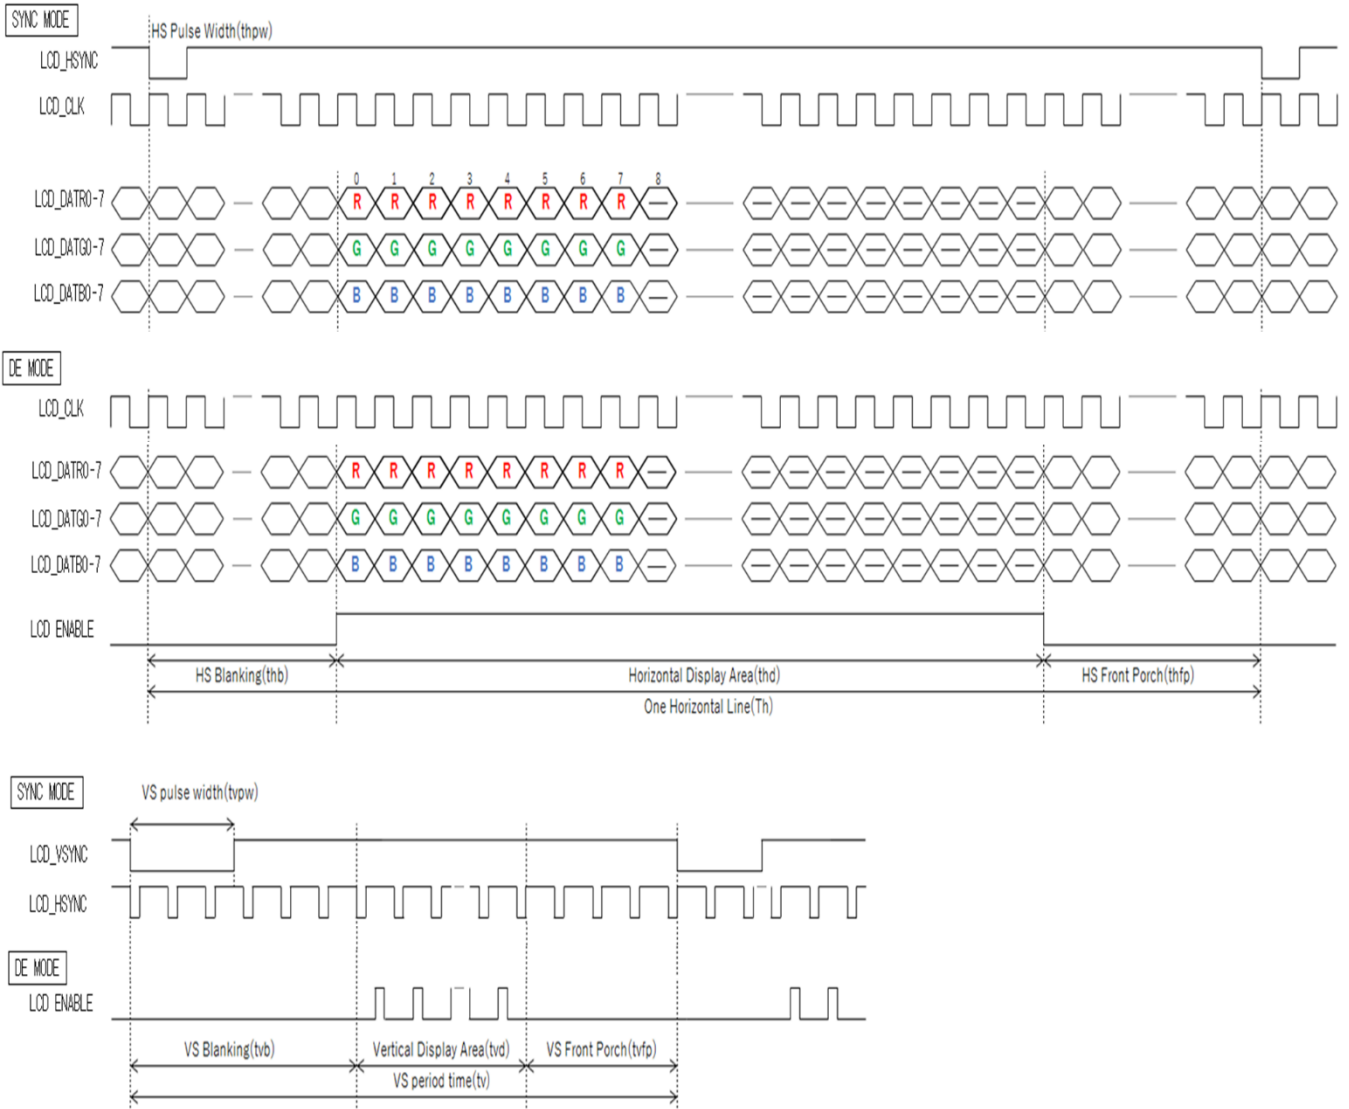 SYNC MODE
HS Pulse Width(thpw)
LCD_HSYNC
LCD_CLK
0 1 2 3 4 5 6 7 8
LCD_DATR0-7 R R R R R R R R
LCD_DATG0-7 G G G G G G G G
LCD_DATB0-7 B B B B B B B B
DE MODE
LCD_CLK
LCD_DATR0-7 R R R R R R R R
LCD_DATG0-7 G G G G G G G G
LCD_DATB0-7 B B B B B B B B
LCD ENABLE
HS Blanking(thb) Horizontal Display Area(thd) HS Front Porch(thfp)
One Horizontal Line(Th)
SYNC MODE
VS pulse width(tvpw)
LCD_VSYNC
LCD_HSYNC
DE MODE
LCD ENABLE
VS Blanking(tvb) Vertical Display Area(tvd) VS Front Porch(tvfp)
VS period time(tv)